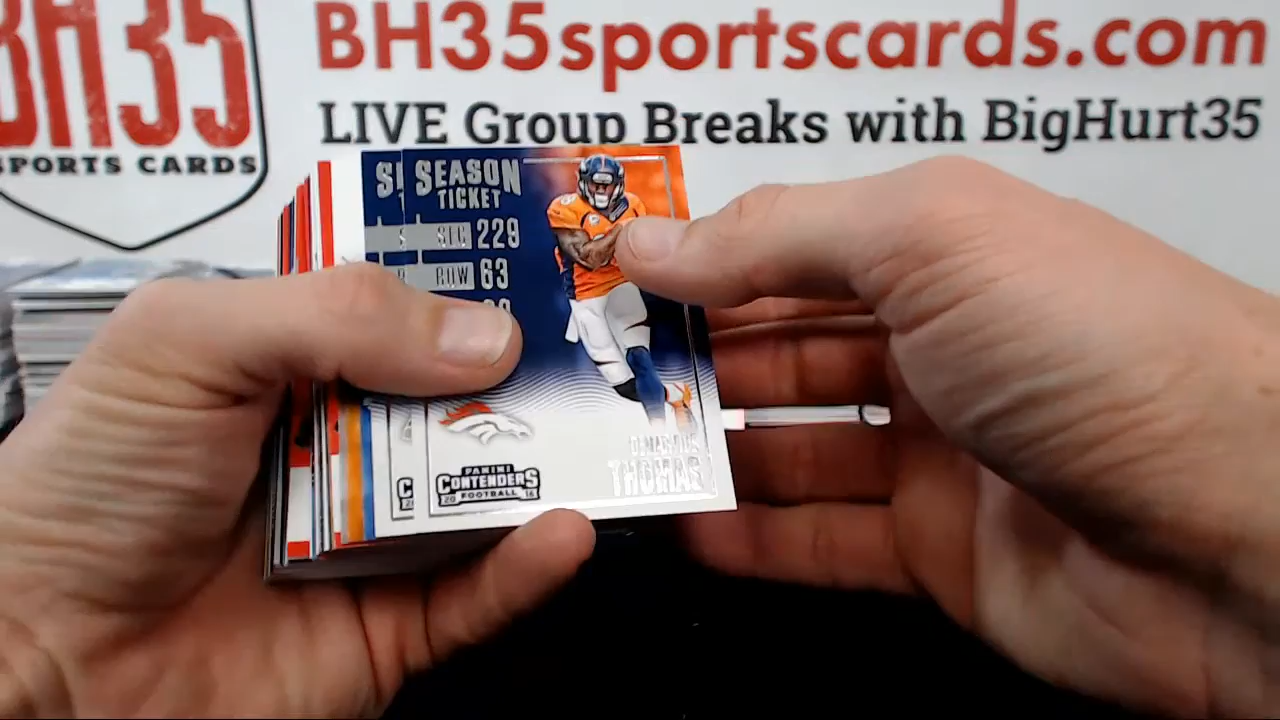 BH35
SPORTS CARDS
BH35sportscards.com
LIVE Group Breaks with BigHurt35
SEASON
TICKET
SEC 229
ROW 63
PANINI
CONTENDERS
FOOTBALL
THOMAS